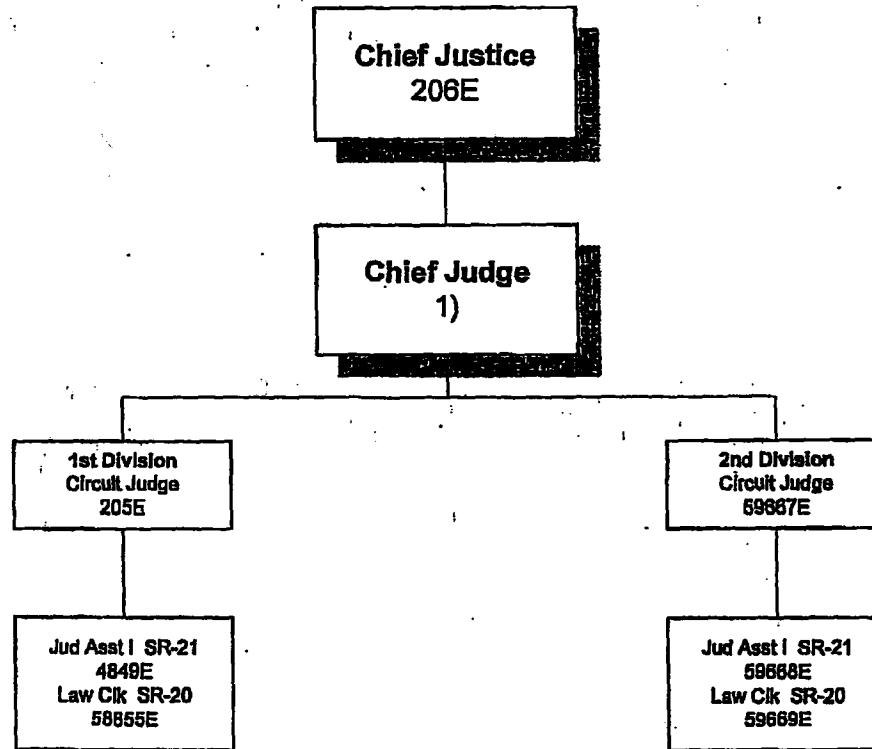 Chief Justice
206E
Chief Judge
1)
1st Division
Circuit Judge
205E
2nd Division
Circuit Judge
59667E
Jud Asst I SR-21
4849E
Law Clk SR-20
58855E
Jud Asst I SR-21
59668E
Law Clk SR-20
59669E